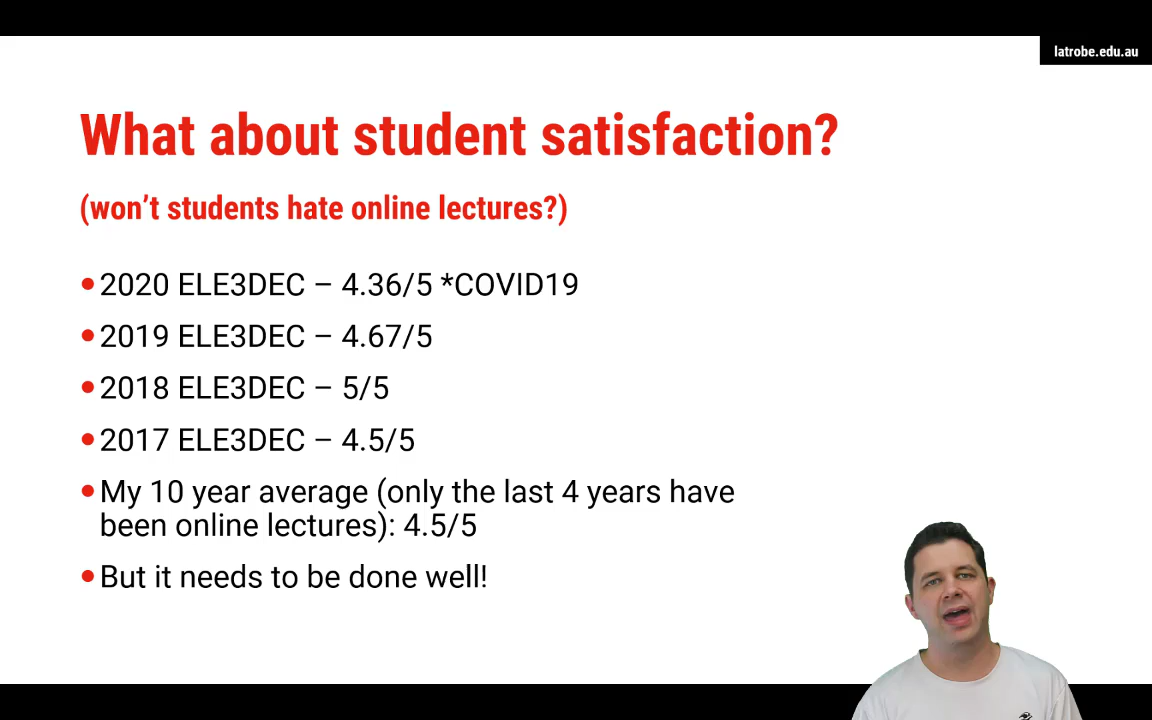 latrobe.edu.au
What about student satisfaction?
(won’t students hate online lectures?)
•2020 ELE3DEC – 4.36/5 *COVID19
•2019 ELE3DEC – 4.67/5
•2018 ELE3DEC – 5/5
•2017 ELE3DEC – 4.5/5
•My 10 year average (only the last 4 years have
been online lectures): 4.5/5
•But it needs to be done well!